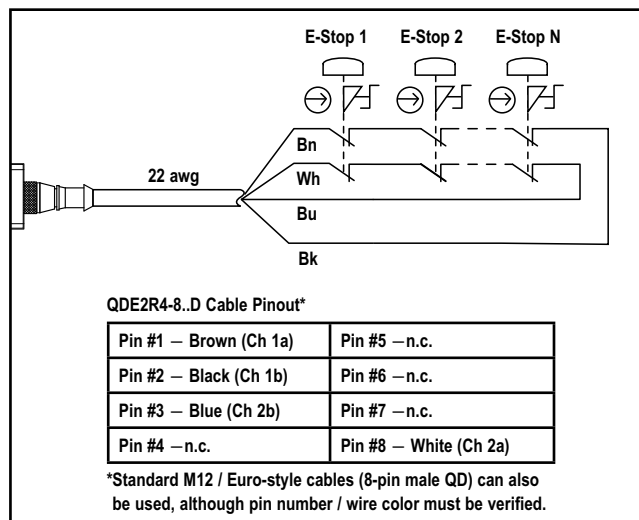 E-Stop 1 E-Stop 2 E-Stop N
Bn
22 awg
Wh
Bu
Bk
QDE2R4-8..D Cable Pinout*
Pin #1 — Brown (Ch 1a) Pin #5 —n.c.
Pin #2 — Black (Ch 1b) Pin #6 —n.c.
Pin #3 — Blue (Ch 2b) Pin #7 —n.c.
Pin #4 —n.c. Pin #8 — White (Ch 2a)
*Standard M12 / Euro-style cables (8-pin male QD) can also
be used, although pin number / wire color must be verified.